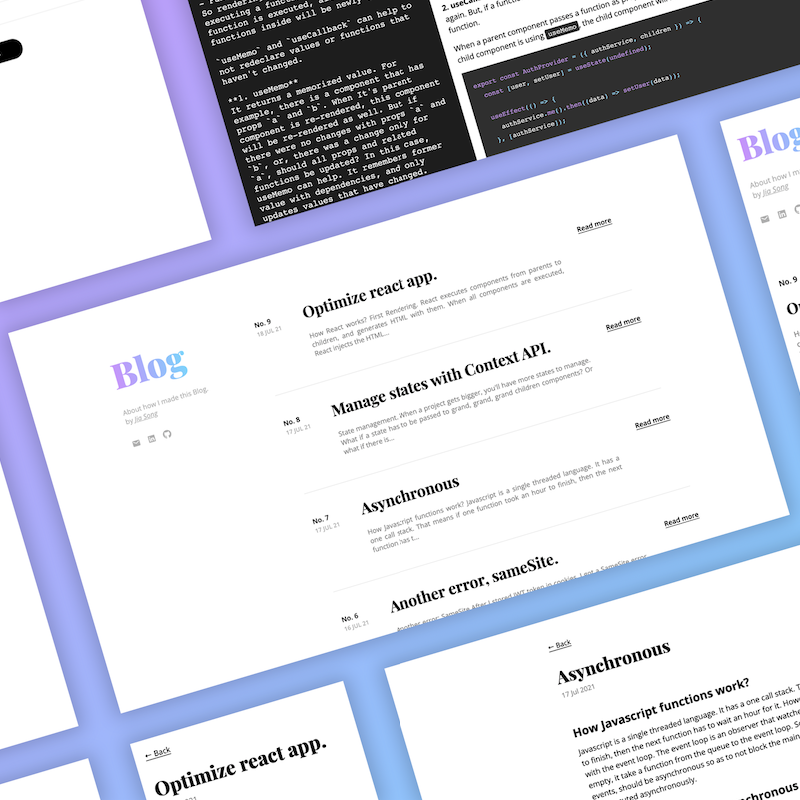 So rendering
executing a function
function is executed, a
functions inside will be newly
`useMemo` and `useCallback` can help to
not redeclare values or functions that
haven't changed.
**1. useMemo**
It returns a memorized value. For
example, there is a component that has
props `a` and `b`. When It's parent
component is re-rendered, this component
will be re-rendered as well. But if
there were no changes with props `a` and
`b`, or, there was a change only for
`a`, should all props and related
functions be updated? In this case,
useMemo can help. It remembers former
value with dependencies, and only
updates values that have changed.
2. useCa
again. But, if a functi
function.
When a parent component passes a function as p
child component is using useMemo, the child component wi
export const AuthProvider = ({ authService, children }) => {
const [user, setUser] = useState(undefined);
useEffect(() => {
authService.me().then((data) => setUser(data));
}, [authService]);
Blog
About how I m
by Jia Song
No. 9
Blog
About how I made this Blog.
by Jia Song
No. 9
18 JUL 21
Optimize react app.
Read more
How React works? First Rendering. React executes components from parents to
children, and generates HTML with them. When all components are executed,
React injects the HTML...
No. 8
17 JUL 21
Manage states with Context API.
Read more
State management. When a project gets bigger, you'll have more states to manage.
What if a state has to be passed to grand, grand, grand children components? Or
what if there is...
No. 7
17 JUL 21
Asynchronous
Read more
How Javascript functions work? Javascript is a single threaded language. It has a
one call stack. That means if one function took an hour to finish, then the next
function has t...
No. 6
16 JUL 21
Another error, sameSite.
Read more
Another error, SameSite After I stored JWT token in cookies, I got a SameSite error
← Back
Optimize react app.
← Back
Asynchronous
17 Jul 2021
How Javascript functions work?
Javascript is a single threaded language. It has a one call stack. T
to finish, then the next function has to wait an hour for it. Howe
with the event loop. The event loop is an observer that watche
empty, it take a function from the queue to the event loop. S
events, should be asynchronous so as to not block the main
uted asynchronously.
chronous